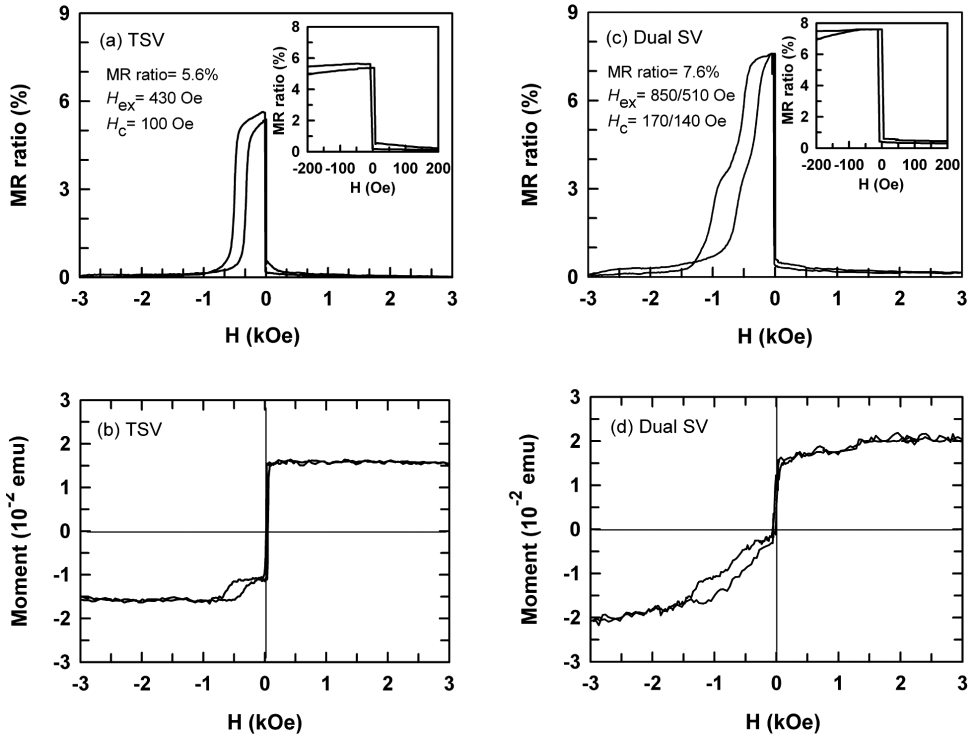 (a) TSV
MR ratio= 5.6%
Hex= 430 Oe
Hc= 100 Oe
MR ratio (%)
9
6
3
0
-3 -2 -1 0 1 2 3
H (kOe)
MR ratio (%)
8
6
4
2
0
-200 -100 0 100 200
H (Oe)
(c) Dual SV
MR ratio= 7.6%
Hex= 850/510 Oe
Hc= 170/140 Oe
MR ratio (%)
9
6
3
0
-3 -2 -1 0 1 2 3
H (kOe)
MR ratio (%)
8
6
4
2
0
-200 -100 0 100 200
H (Oe)
(b) TSV
Moment (10⁻² emu)
3
2
1
0
-1
-2
-3
-3 -2 -1 0 1 2 3
H (kOe)
(d) Dual SV
Moment (10⁻² emu)
3
2
1
0
-1
-2
-3
-3 -2 -1 0 1 2 3
H (kOe)